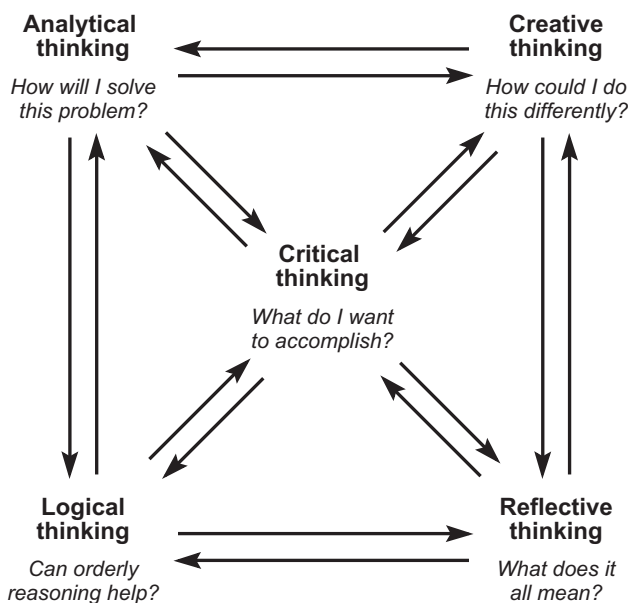 Analytical
thinking
How will I solve
this problem?
Creative
thinking
How could I do
this differently?
Critical
thinking
What do I want
to accomplish?
Logical
thinking
Can orderly
reasoning help?
Reflective
thinking
What does it
all mean?